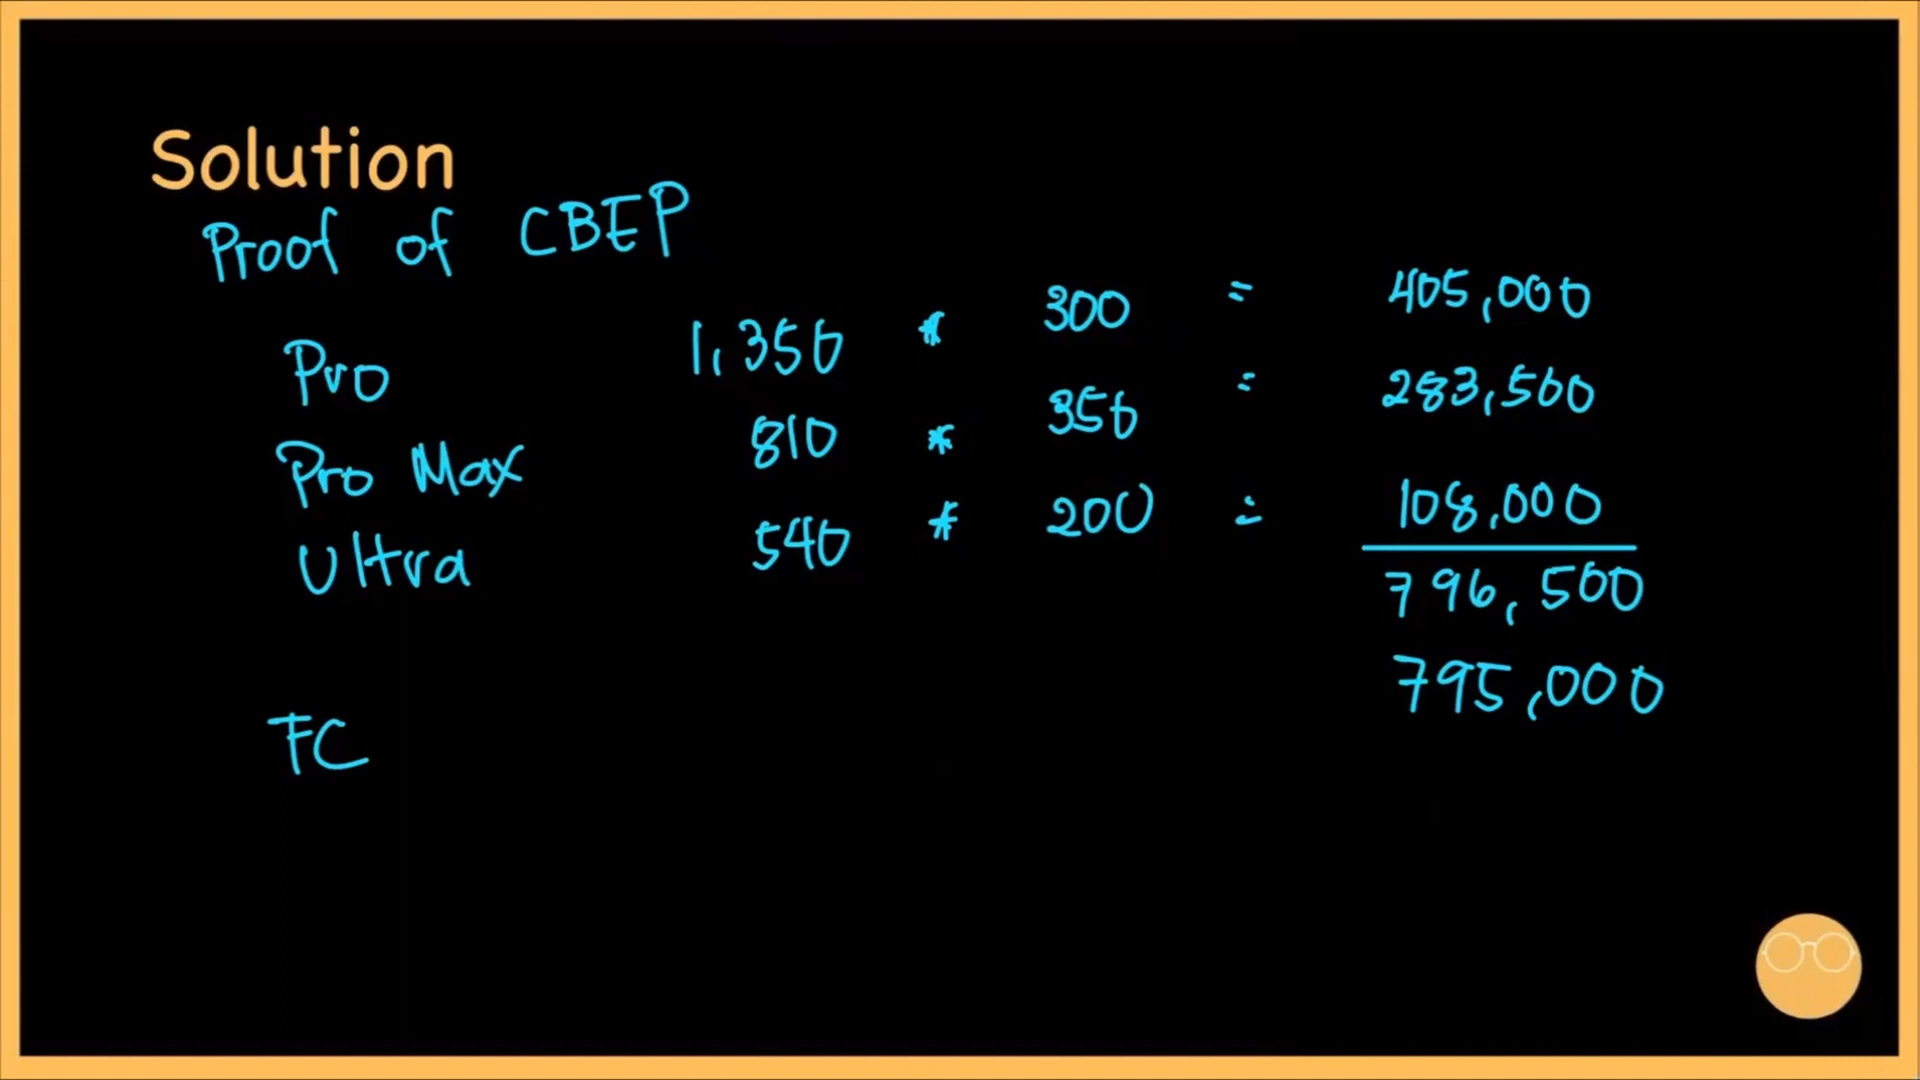 Solution
Proof of CBEP
Pro 1,350 * 300 = 405,000
Pro Max 810 * 350 = 283,500
Ultra 540 * 200 = 108,000
796,500
795,000
FC